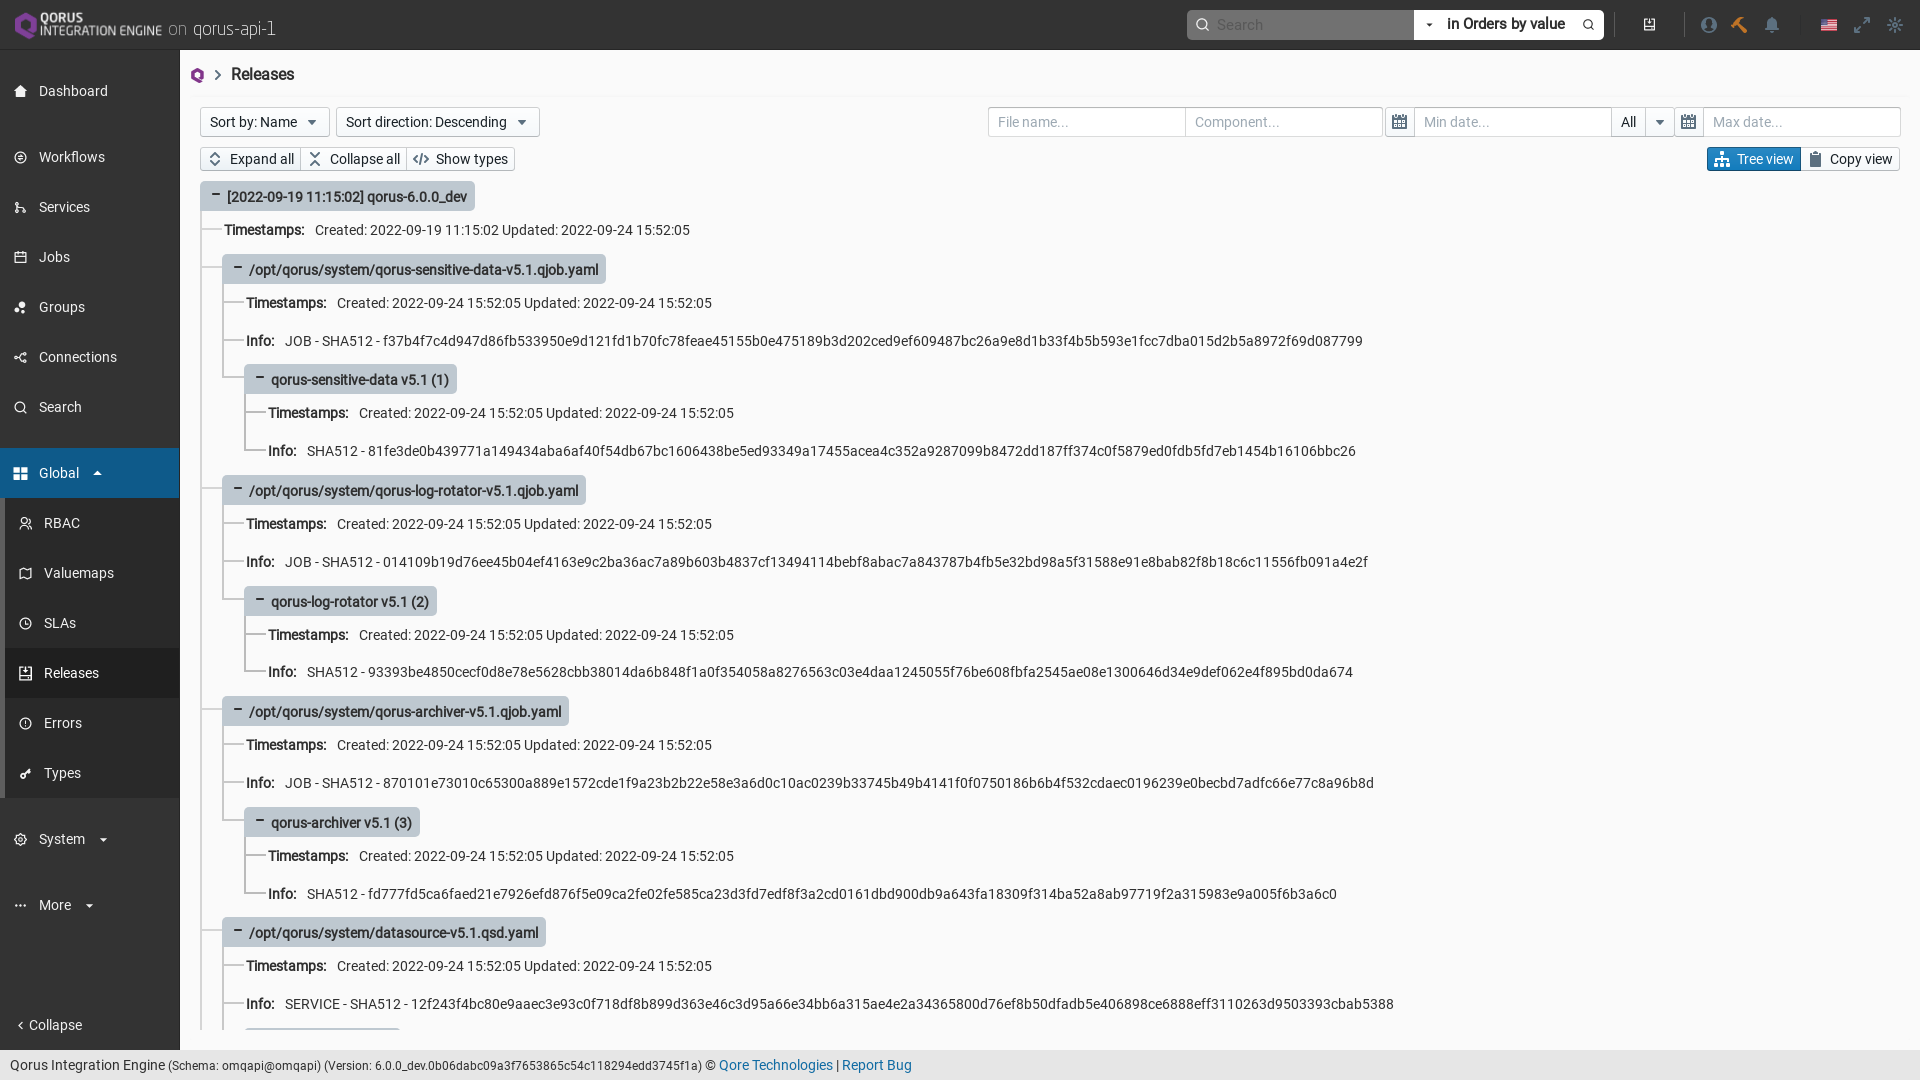 QORUS INTEGRATION ENGINE on qorus-api-1
Search
in Orders by value
Dashboard
Workflows
Services
Jobs
Groups
Connections
Search
Global
RBAC
Valuemaps
SLAs
Releases
Errors
Types
System
More
Collapse
Releases
Sort by: Name
Sort direction: Descending
File name...
Component...
Min date...
All
Max date...
Expand all
Collapse all
Show types
Tree view
Copy view
[2022-09-19 11:15:02] qorus-6.0.0_dev
Timestamps: Created: 2022-09-19 11:15:02 Updated: 2022-09-24 15:52:05
/opt/qorus/system/qorus-sensitive-data-v5.1.qjob.yaml
Timestamps: Created: 2022-09-24 15:52:05 Updated: 2022-09-24 15:52:05
Info: JOB - SHA512 - f37b4f7c4d947d86fb533950e9d121fd1b70fc78feae45155b0e475189b3d202ced9ef609487bc26a9e8d1b33f4b5b593e1fcc7dba015d2b5a8972f69d087799
qorus-sensitive-data v5.1 (1)
Timestamps: Created: 2022-09-24 15:52:05 Updated: 2022-09-24 15:52:05
Info: SHA512 - 81fe3de0b439771a149434aba6af40f54db67bc1606438be5ed93349a17455acea4c352a9287099b8472dd187ff374c0f5879ed0fdb5fd7eb1454b16106bbc26
/opt/qorus/system/qorus-log-rotator-v5.1.qjob.yaml
Timestamps: Created: 2022-09-24 15:52:05 Updated: 2022-09-24 15:52:05
Info: JOB - SHA512 - 014109b19d76ee45b04ef4163e9c2ba36ac7a89b603b4837cf13494114bebf8abac7a843787b4fb5e32bd98a5f31588e91e8bab82f8b18c6c11556fb091a4e2f
qorus-log-rotator v5.1 (2)
Timestamps: Created: 2022-09-24 15:52:05 Updated: 2022-09-24 15:52:05
Info: SHA512 - 93393be4850cecf0d8e78e5628cbb38014da6b848f1a0f354058a8276563c03e4daa1245055f76be608fbfa2545ae08e1300646d34e9def062e4f895bd0da674
/opt/qorus/system/qorus-archiver-v5.1.qjob.yaml
Timestamps: Created: 2022-09-24 15:52:05 Updated: 2022-09-24 15:52:05
Info: JOB - SHA512 - 870101e73010c65300a889e1572cde1f9a23b2b22e58e3a6d0c10ac0239b33745b49b4141f0f0750186b6b4f532cdaec0196239e0becbd7adfc66e77c8a96b8d
qorus-archiver v5.1 (3)
Timestamps: Created: 2022-09-24 15:52:05 Updated: 2022-09-24 15:52:05
Info: SHA512 - fd777fd5ca6faed21e7926efd876f5e09ca2fe02fe585ca23d3fd7edf8f3a2cd0161dbd900db9a643fa18309f314ba52a8ab97719f2a315983e9a005f6b3a6c0
/opt/qorus/system/datasource-v5.1.qsd.yaml
Timestamps: Created: 2022-09-24 15:52:05 Updated: 2022-09-24 15:52:05
Info: SERVICE - SHA512 - 12f243f4bc80e9aaec3e93c0f718df8b899d363e46c3d95a66e34bb6a315ae4e2a34365800d76ef8b50dfadb5e406898ce6888eff3110263d9503393cbab5388
Qorus Integration Engine (Schema: omqapi@omqapi) (Version: 6.0.0_dev.0b06dabc09a3f7653865c54c118294edd3745f1a) © Qore Technologies | Report Bug